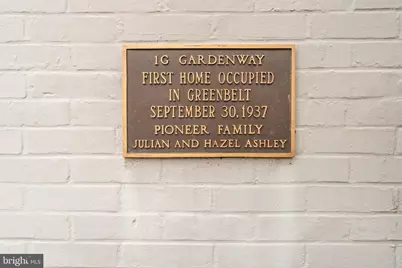 1G GARDENWAY
FIRST HOME OCCUPIED
IN GREENBELT
SEPTEMBER 30, 1937
PIONEER FAMILY
JULIAN AND HAZEL ASHLEY
bright MLS